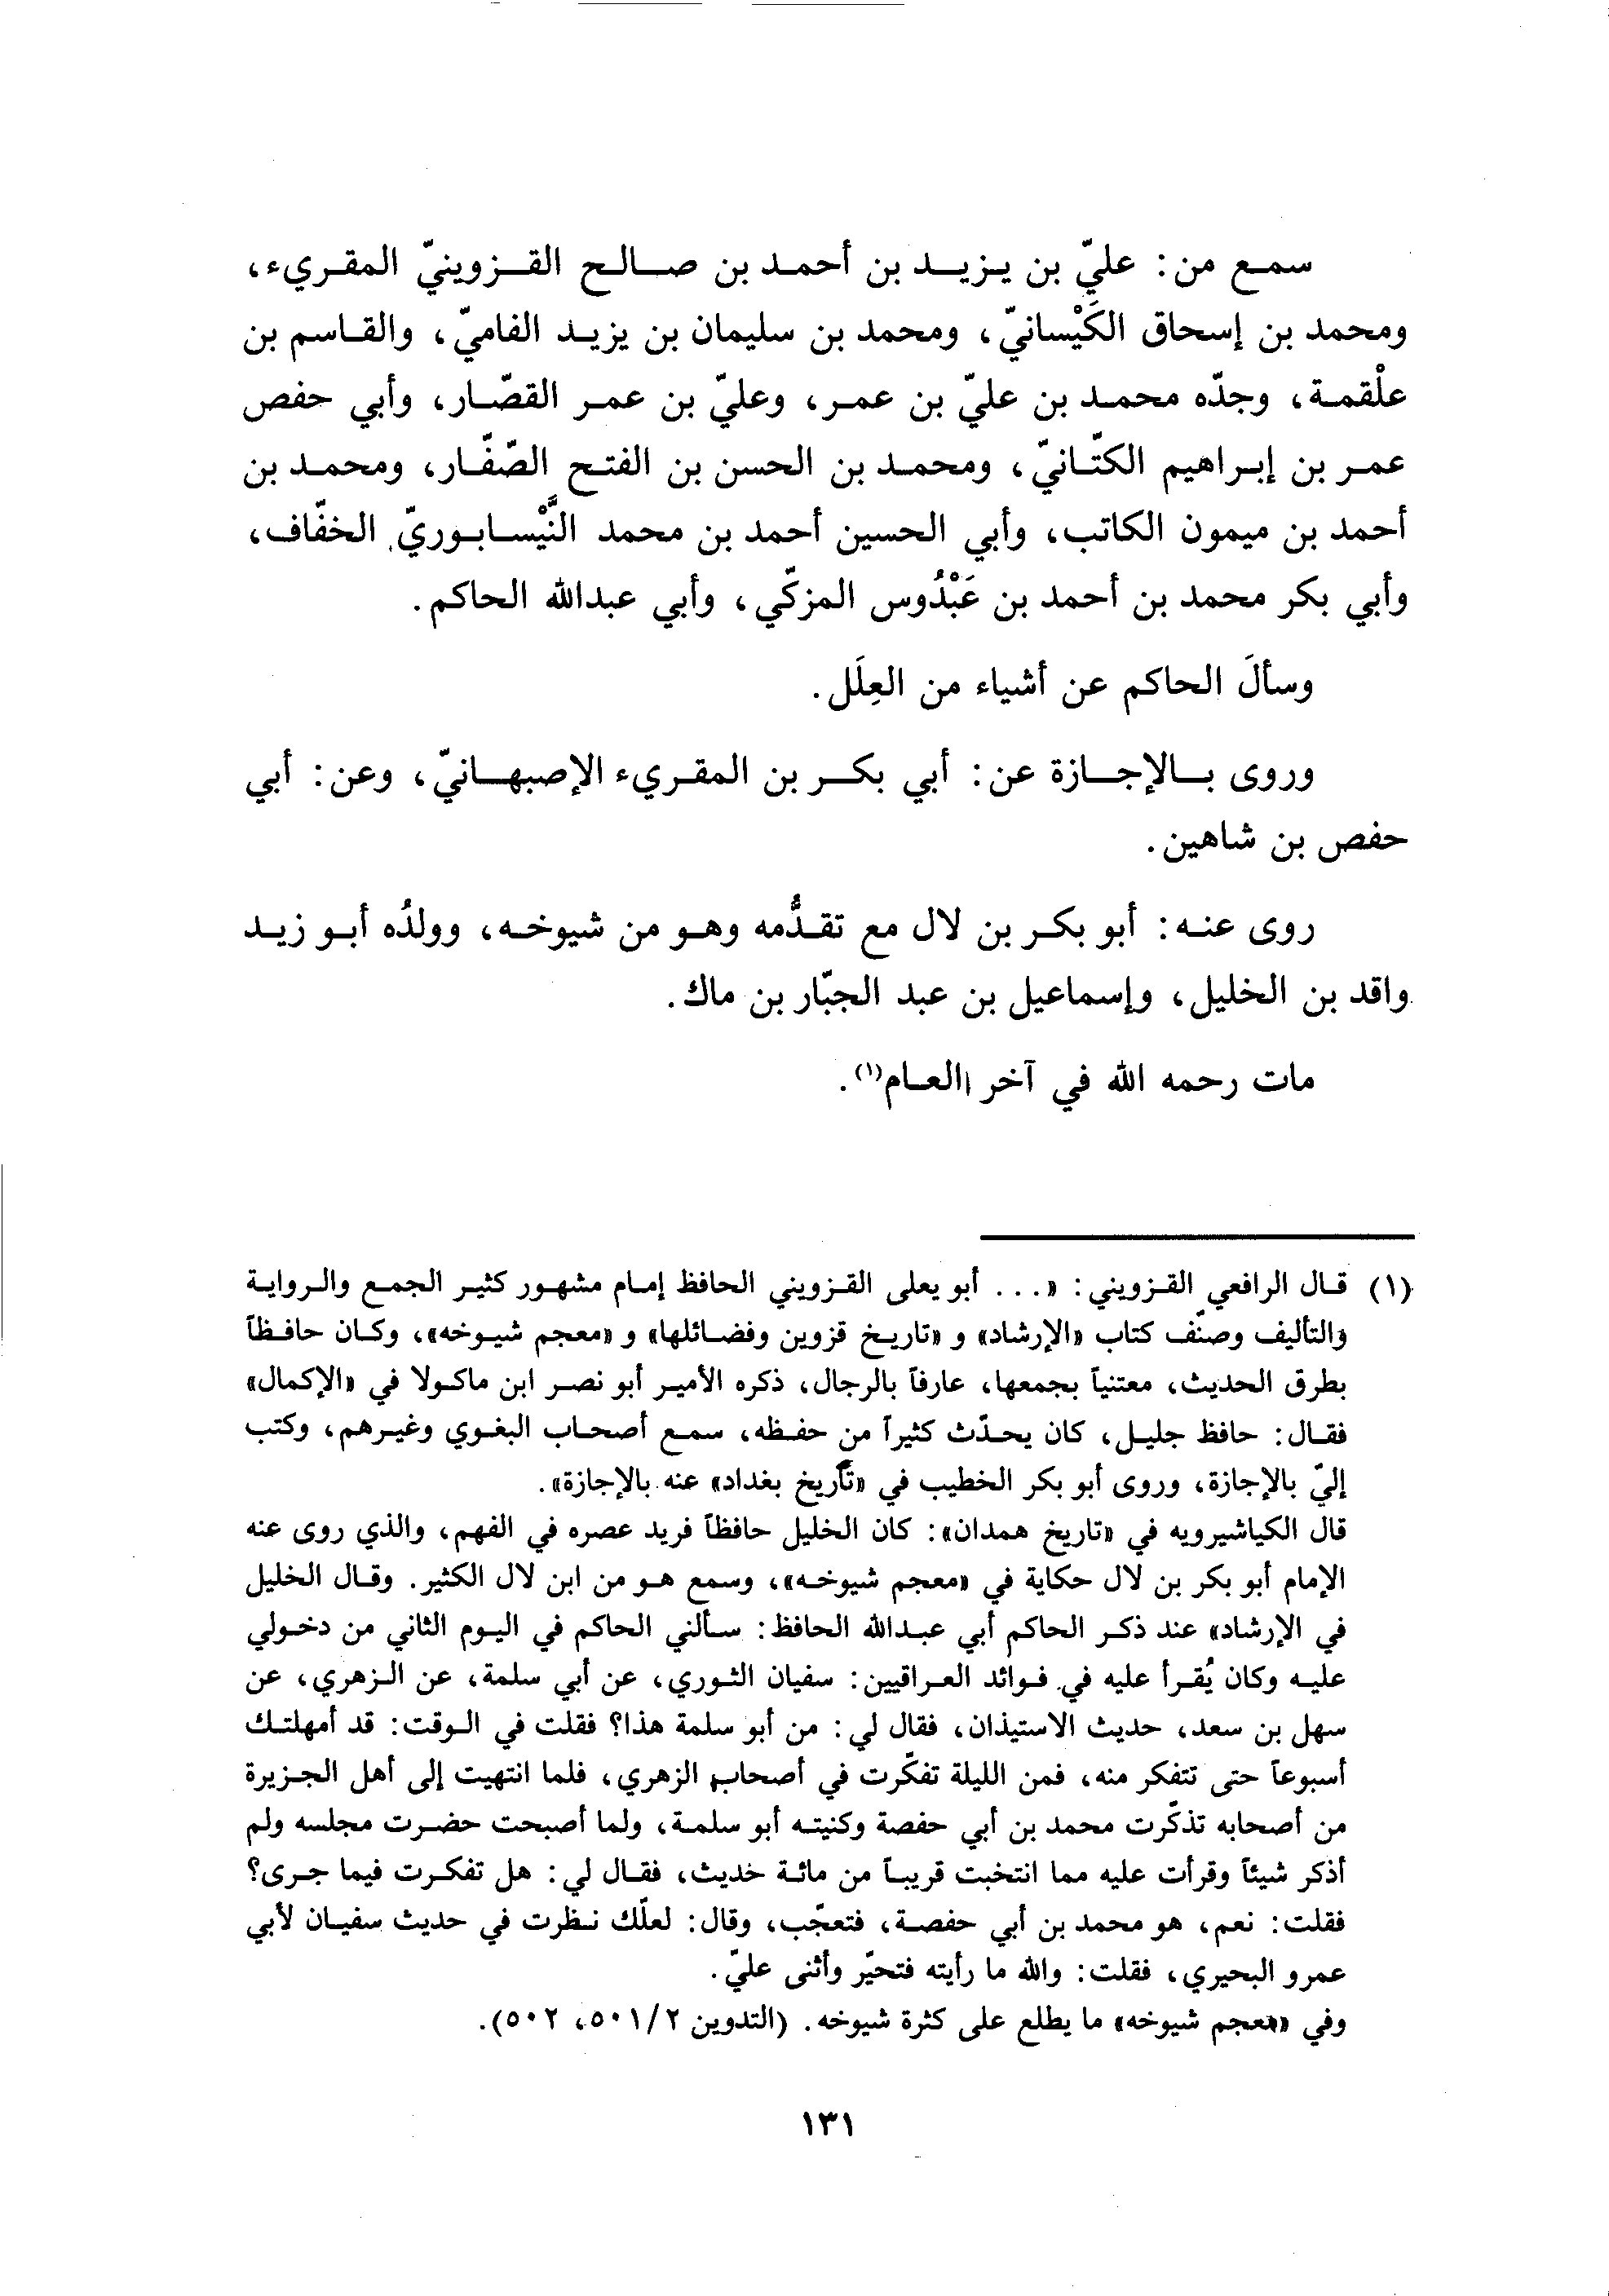 سمع من: عليّ بن يزيد بن أحمد بن صالح القزوينيّ المقريء،
ومحمد بن إسحاق الكَيْسانيّ، ومحمد بن سليمان بن يزيد الفاميّ، والقاسم بن
علْقمة، وجدّه محمد بن عليّ بن عمر، وعليّ بن عمر القصّار، وأبي حفص
عمر بن إبراهيم الكتّانيّ، ومحمد بن الحسن بن الفتح الصّفّار، ومحمد بن
أحمد بن ميمون الكاتب، وأبي الحسين أحمد بن محمد النَّيْسابوريّ الخفّاف،
وأبي بكر محمد بن أحمد بن عَبْدُوس المزكّي، وأبي عبدالله الحاكم.
وسألَ الحاكم عن أشياء من العِلَل.
وروى بالإجازة عن: أبي بكر بن المقريء الإصبهانيّ، وعن: أبي
حفص بن شاهين.
روى عنه: أبو بكر بن لال مع تقدُّمه وهو من شيوخه، وولدُه أبو زيد
واقد بن الخليل، وإسماعيل بن عبد الجبّار بن ماك.
مات رحمه الله في آخر العام(١).
(١) قال الرافعي القزويني: «... أبو يعلى القزويني الحافظ إمام مشهور كثير الجمع والرواية
والتأليف وصنّف كتاب «الإرشاد» و «تاريخ قزوين وفضائلها» و «معجم شيوخه»، وكان حافظاً
بطرق الحديث، معتنياً بجمعها، عارفاً بالرجال، ذكره الأمير أبو نصر ابن ماكولا في «الإكمال»
فقال: حافظ جليل، كان يحدّث كثيراً من حفظه، سمع أصحاب البغوي وغيرهم، وكتب
إليّ بالإجازة، وروى أبو بكر الخطيب في «تاريخ بغداد» عنه بالإجازة».
قال الكياشيرويه في «تاريخ همدان»: كان الخليل حافظاً فريد عصره في الفهم، والذي روى عنه
الإمام أبو بكر بن لال حكاية في «معجم شيوخه»، وسمع هو من ابن لال الكثير. وقال الخليل
في الإرشاد» عند ذكر الحاكم أبي عبدالله الحافظ: سألني الحاكم في اليوم الثاني من دخولي
عليه وكان يُقرأ عليه في فوائد العراقيين: سفيان الثوري، عن أبي سلمة، عن الزهري، عن
سهل بن سعد، حديث الاستيذان، فقال لي: من أبو سلمة هذا؟ فقلت في الوقت: قد أمهلتك
أسبوعاً حتى تتفكر منه، فمن الليلة تفكّرت في أصحاب الزهري، فلما انتهيت إلى أهل الجزيرة
من أصحابه تذكّرت محمد بن أبي حفصة وكنيته أبو سلمة، ولما أصبحت حضرت مجلسه ولم
أذكر شيئاً وقرأت عليه مما انتخبت قريباً من مائة خديث، فقال لي: هل تفكرت فيما جرى؟
فقلت: نعم، هو محمد بن أبي حفصة، فتعجّب، وقال: لعلّك نظرت في حديث سفيان لأبي
عمرو البحيري، فقلت: والله ما رأيته فتحيّر وأثنى عليّ.
وفي «معجم شيوخه» ما يطلع على كثرة شيوخه. (التدوين ٥٠١/٢، ٥٠٢).
١٣١